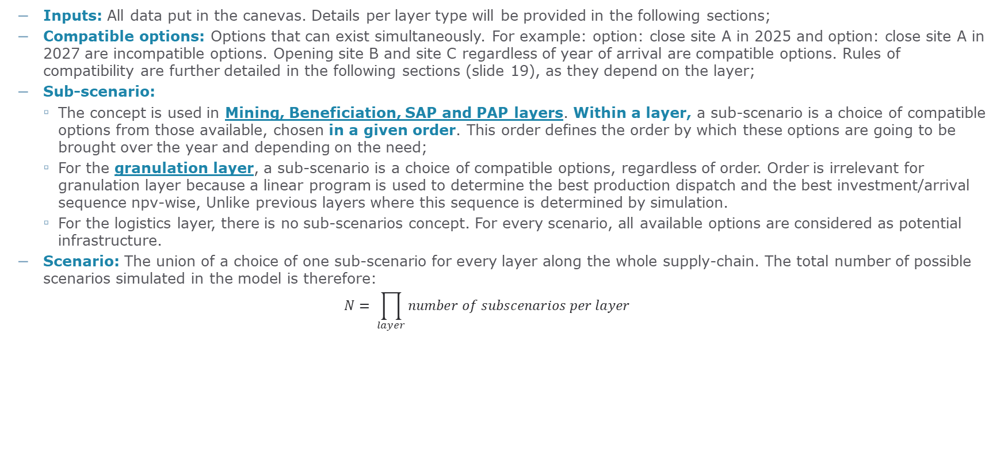 — Inputs: All data put in the canevas. Details per layer type will be provided in the following sections;
— Compatible options: Options that can exist simultaneously. For example: option: close site A in 2025 and option: close site A in
2027 are incompatible options. Opening site B and site C regardless of year of arrival are compatible options. Rules of
compatibility are further detailed in the following sections (slide 19), as they depend on the layer;
— Sub-scenario:
▫ The concept is used in Mining, Beneficiation, SAP and PAP layers. Within a layer, a sub-scenario is a choice of compatible
options from those available, chosen in a given order. This order defines the order by which these options are going to be
brought over the year and depending on the need;
▫ For the granulation layer, a sub-scenario is a choice of compatible options, regardless of order. Order is irrelevant for
granulation layer because a linear program is used to determine the best production dispatch and the best investment/arrival
sequence npv-wise, Unlike previous layers where this sequence is determined by simulation.
▫ For the logistics layer, there is no sub-scenarios concept. For every scenario, all available options are considered as potential
infrastructure.
— Scenario: The union of a choice of one sub-scenario for every layer along the whole supply-chain. The total number of possible
scenarios simulated in the model is therefore:
N = ∏ number of subscenarios per layer
layer